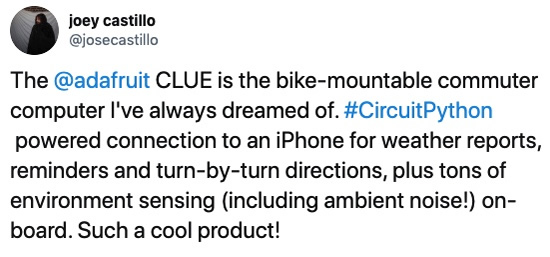 joey castillo
@josecastillo
The @adafruit CLUE is the bike-mountable commuter
computer I've always dreamed of. #CircuitPython
powered connection to an iPhone for weather reports,
reminders and turn-by-turn directions, plus tons of
environment sensing (including ambient noise!) on-
board. Such a cool product!